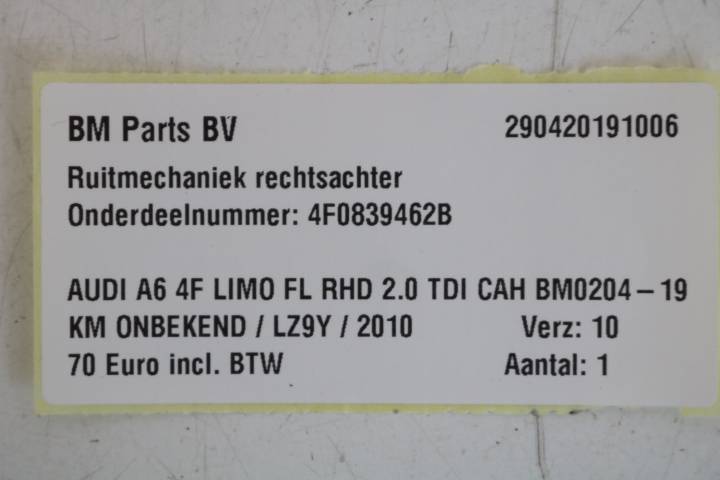 BM Parts BV 290420191006
Ruitmechaniek rechtsachter
Onderdeelnummer: 4F0839462B
AUDI A6 4F LIMO FL RHD 2.0 TDI CAH BM0204-19
KM ONBEKEND / LZ9Y / 2010 Verz: 10
70 Euro incl. BTW Aantal: 1